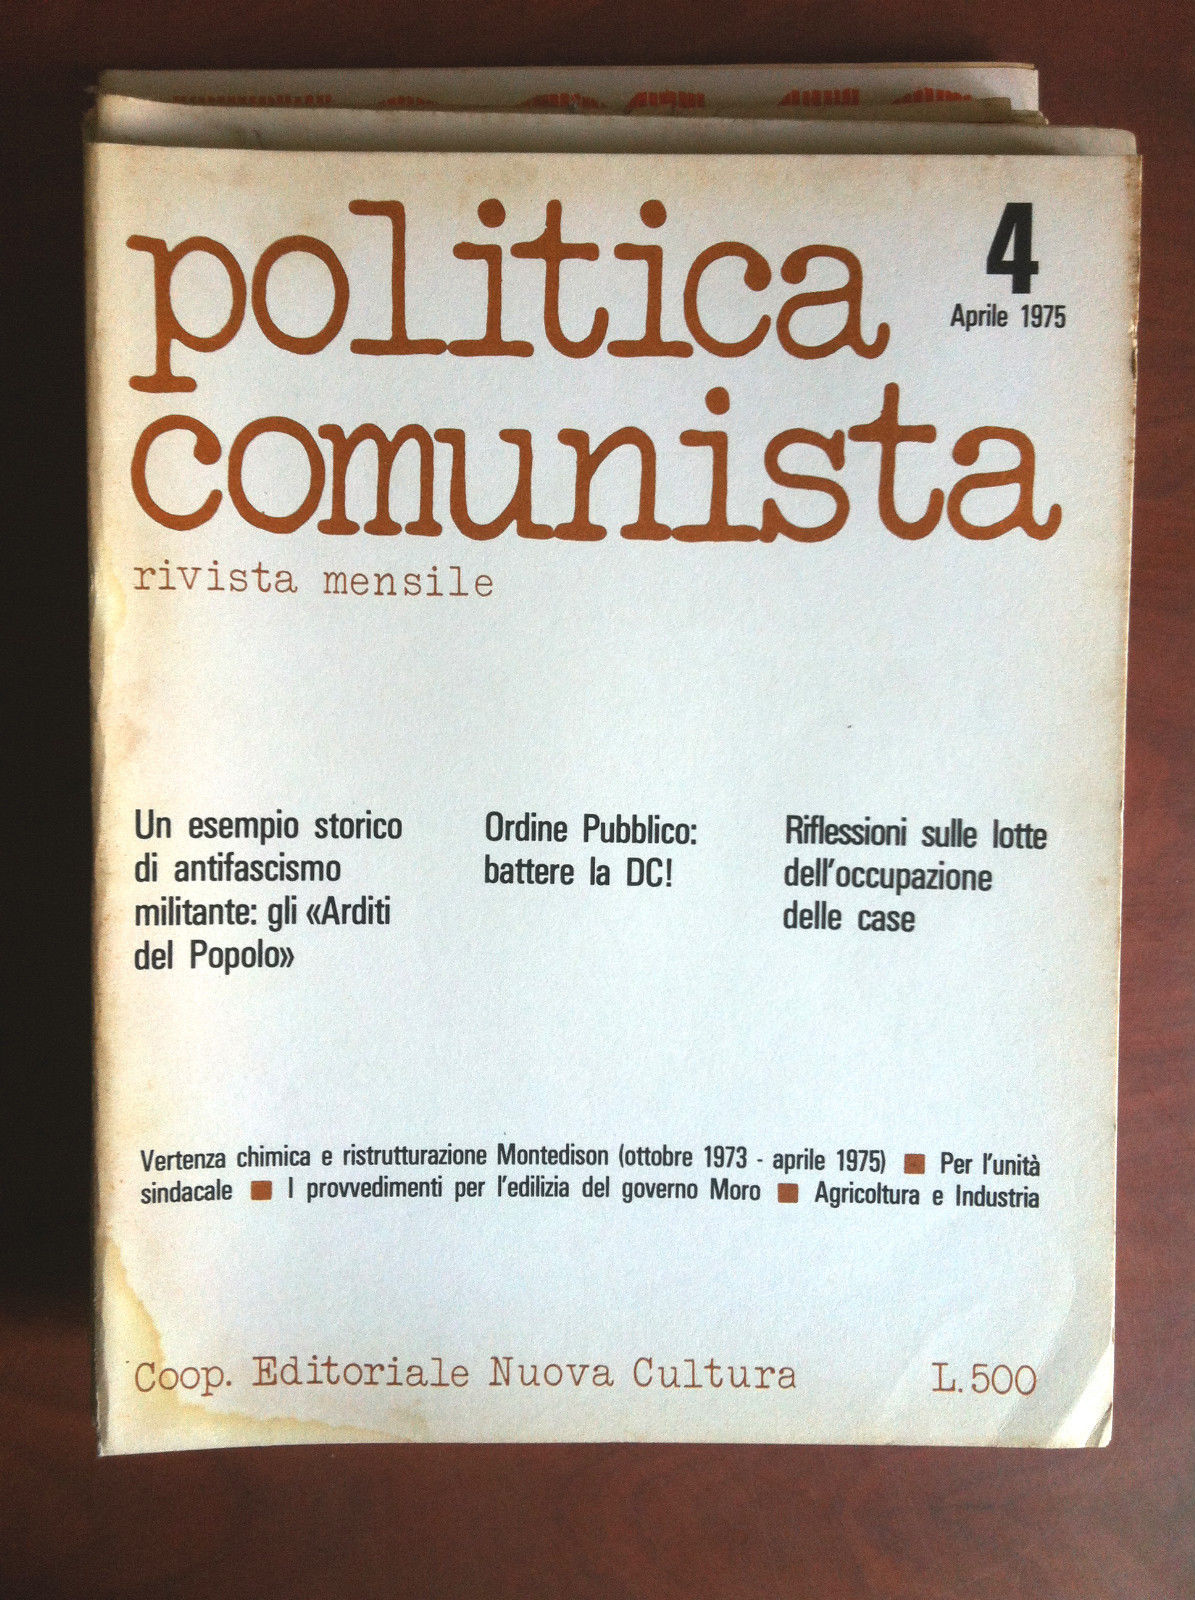 politica
comunista
4
Aprile 1975
rivista mensile
Un esempio storico
di antifascismo
militante: gli «Arditi
del Popolo»
Ordine Pubblico:
battere la DC!
Riflessioni sulle lotte
dell'occupazione
delle case
Vertenza chimica e ristrutturazione Montedison (ottobre 1973 - aprile 1975) ■ Per l'unità
sindacale ■ I provvedimenti per l'edilizia del governo Moro ■ Agricoltura e Industria
Coop. Editoriale Nuova Cultura
L.500